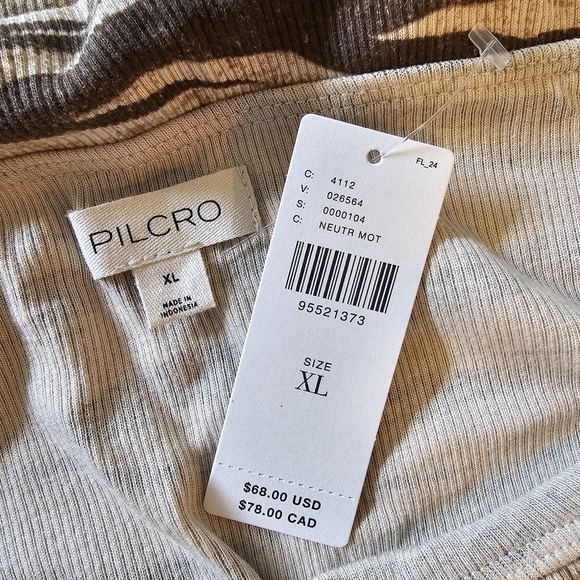 PILCRO
XL
MADE IN
INDONESIA
FL_24
C: 4112
V: 026564
S: 0000104
C: NEUTR MOT
95521373
SIZE
XL
$68.00 USD
$78.00 CAD